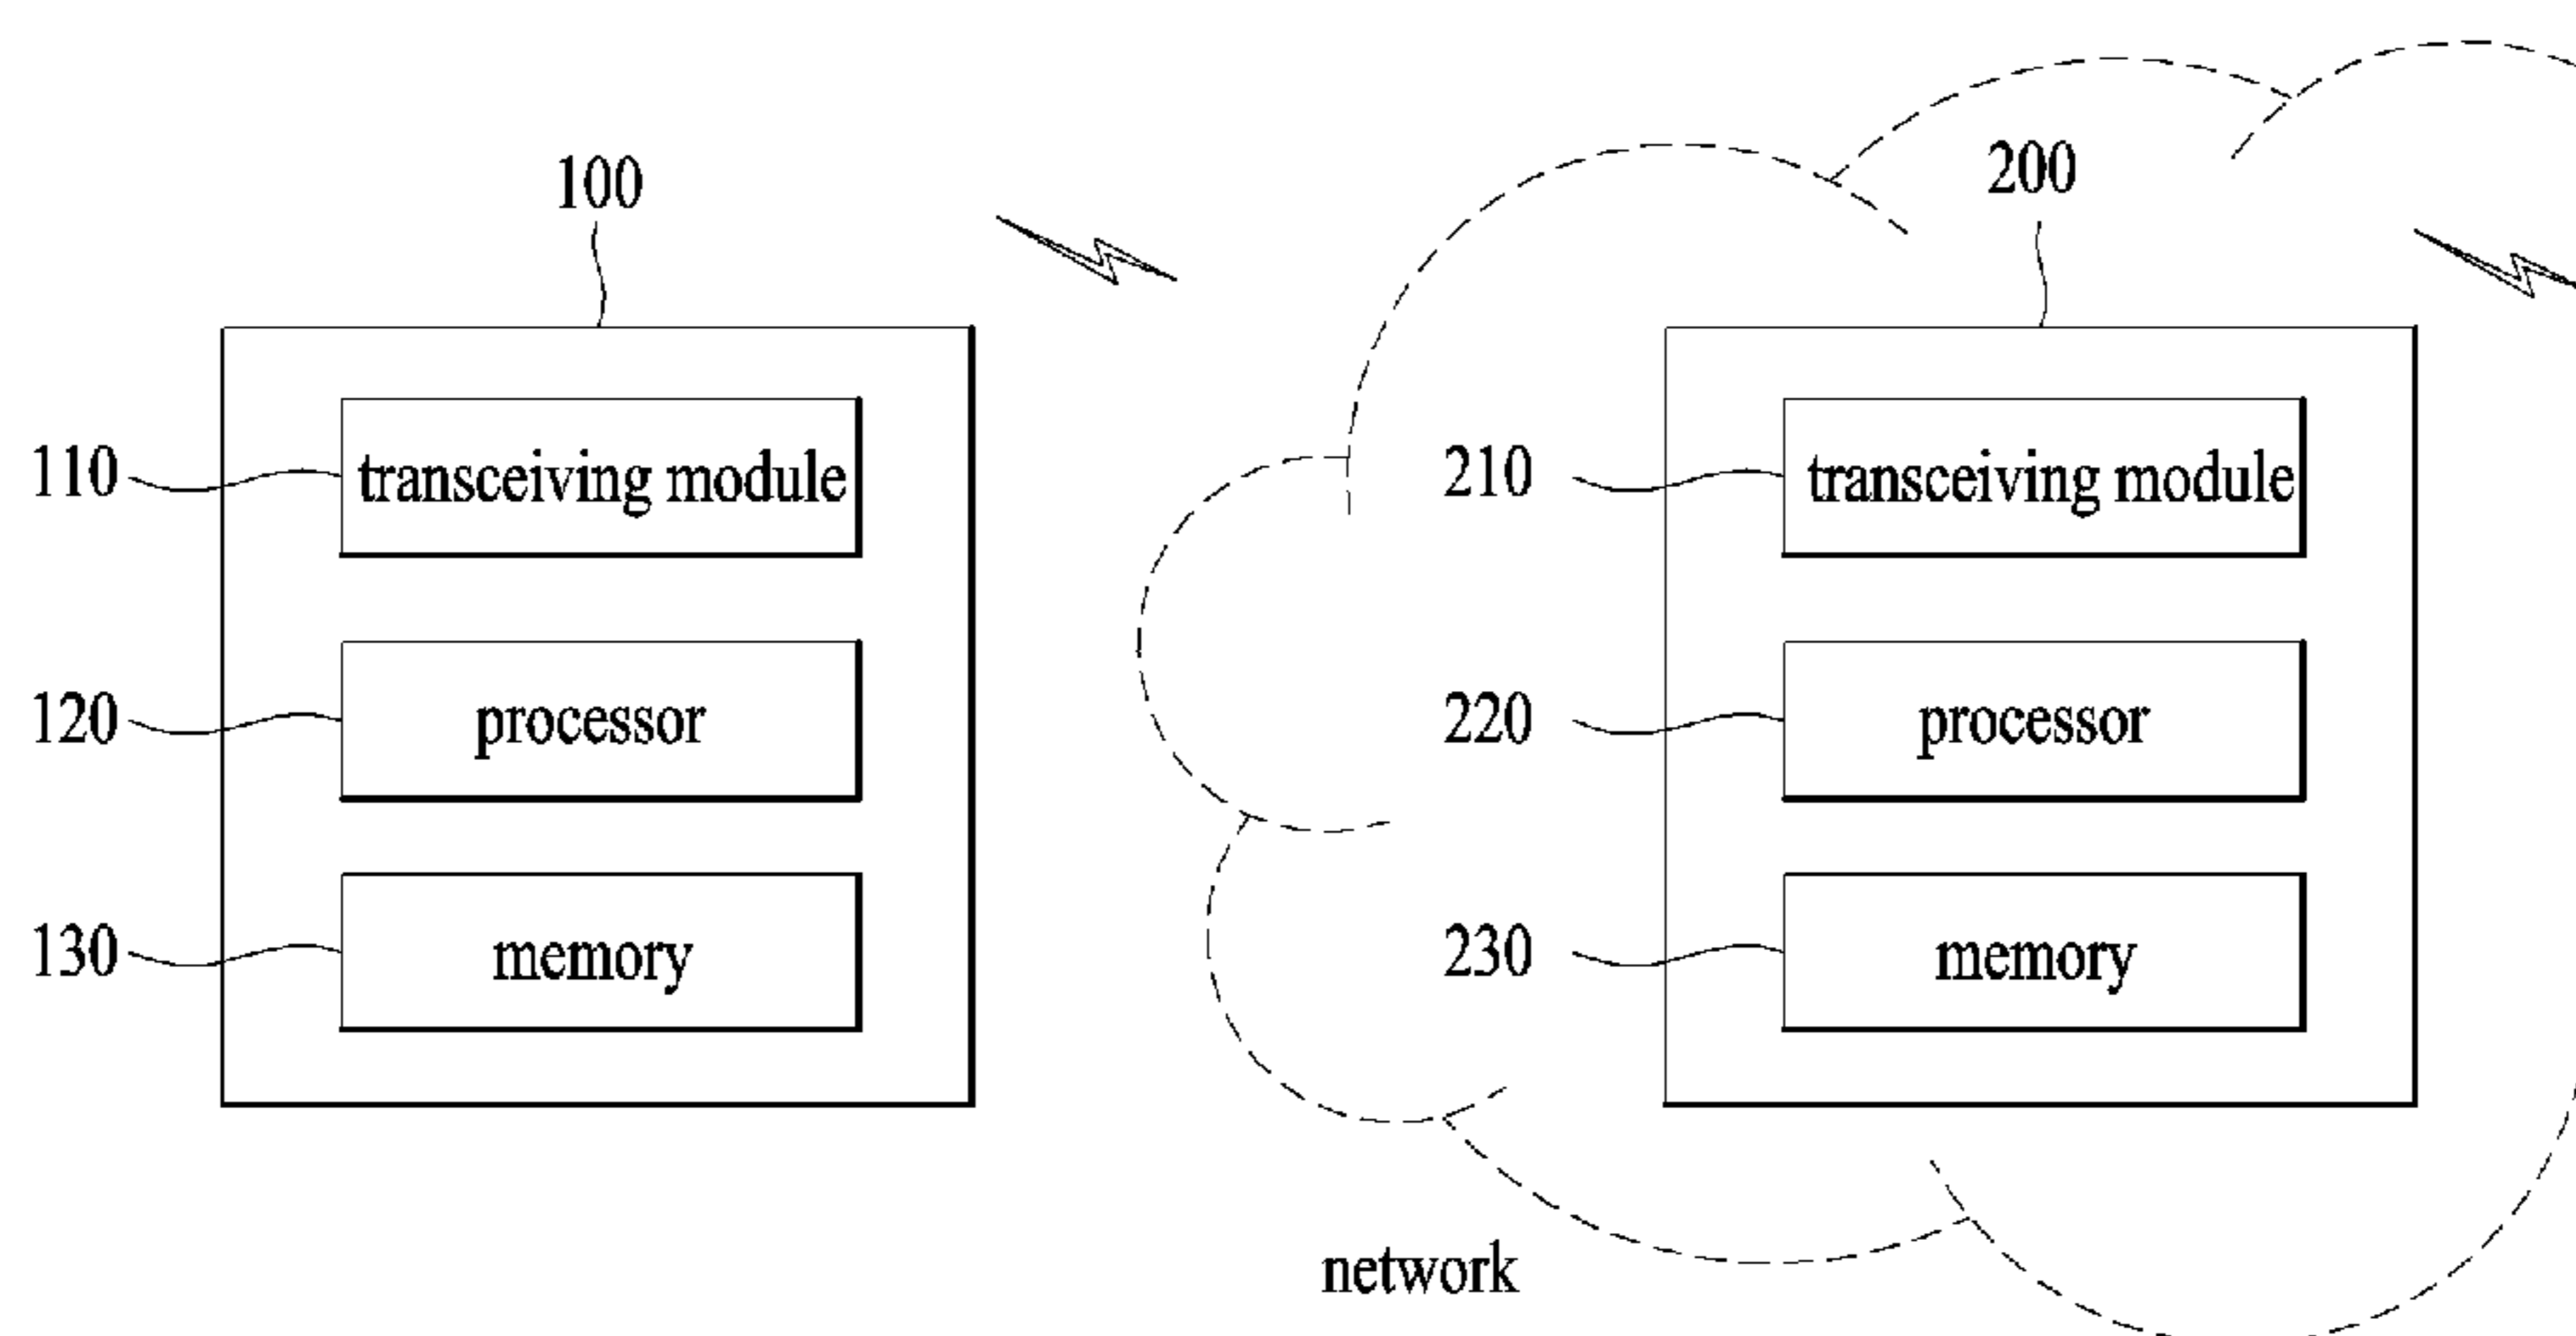 100
200
110
transceiving module
210
transceiving module
120
processor
220
processor
130
memory
230
memory
network